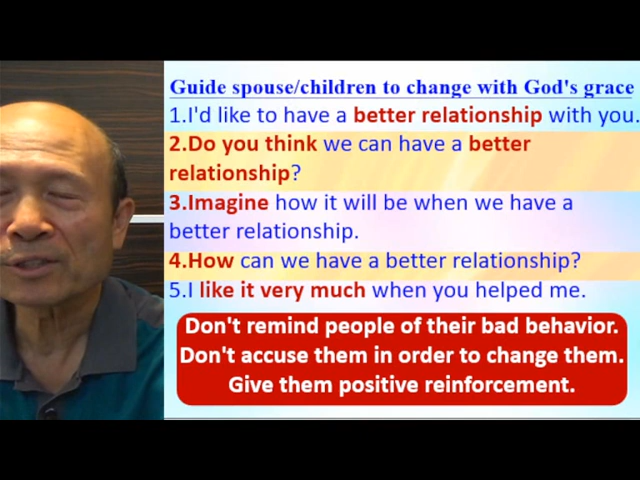 Guide spouse/children to change with God's grace
1.I'd like to have a better relationship with you.
2.Do you think we can have a better
relationship?
3.Imagine how it will be when we have a
better relationship.
4.How can we have a better relationship?
5.I like it very much when you helped me.
Don't remind people of their bad behavior.
Don't accuse them in order to change them.
Give them positive reinforcement.